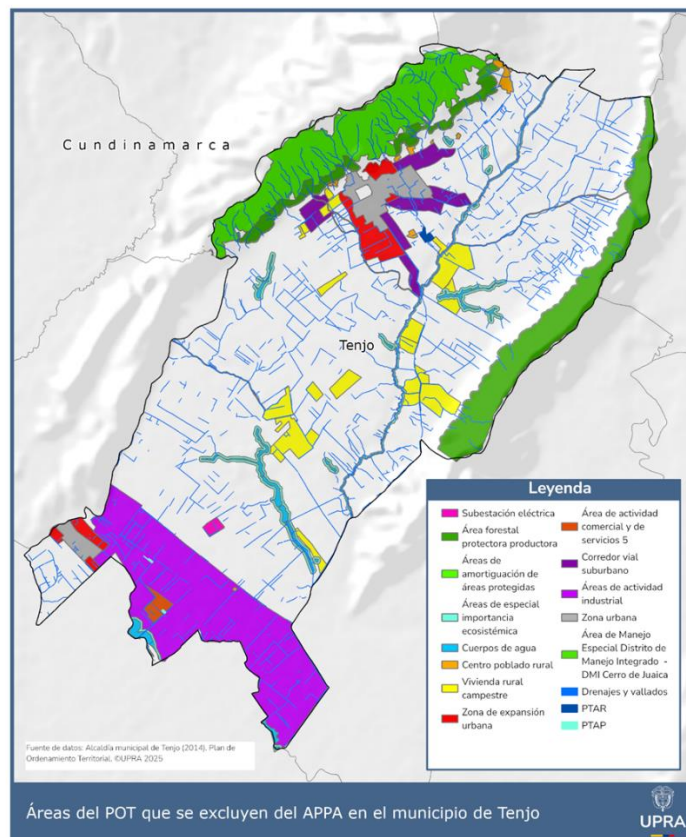 Cundinamarca
Tenjo
Leyenda
Subestación eléctrica
Área forestal
protectora productora
Áreas de
amortiguación de
áreas protegidas
Áreas de especial
importancia
ecosistémica
Cuerpos de agua
Centro poblado rural
Vivienda rural
campestre
Zona de expansión
urbana
Área de actividad
comercial y de
servicios 5
Corredor vial
suburbano
Áreas de actividad
industrial
Zona urbana
Área de Manejo
Especial Distrito de
Manejo Integrado -
DMI Cerro de Juaica
Drenajes y vallados
PTAR
PTAP
Fuente de datos: Alcaldía municipal de Tenjo (2014). Plan de
Ordenamiento Territorial. ©UPRA 2025
Áreas del POT que se excluyen del APPA en el municipio de Tenjo
UPRA